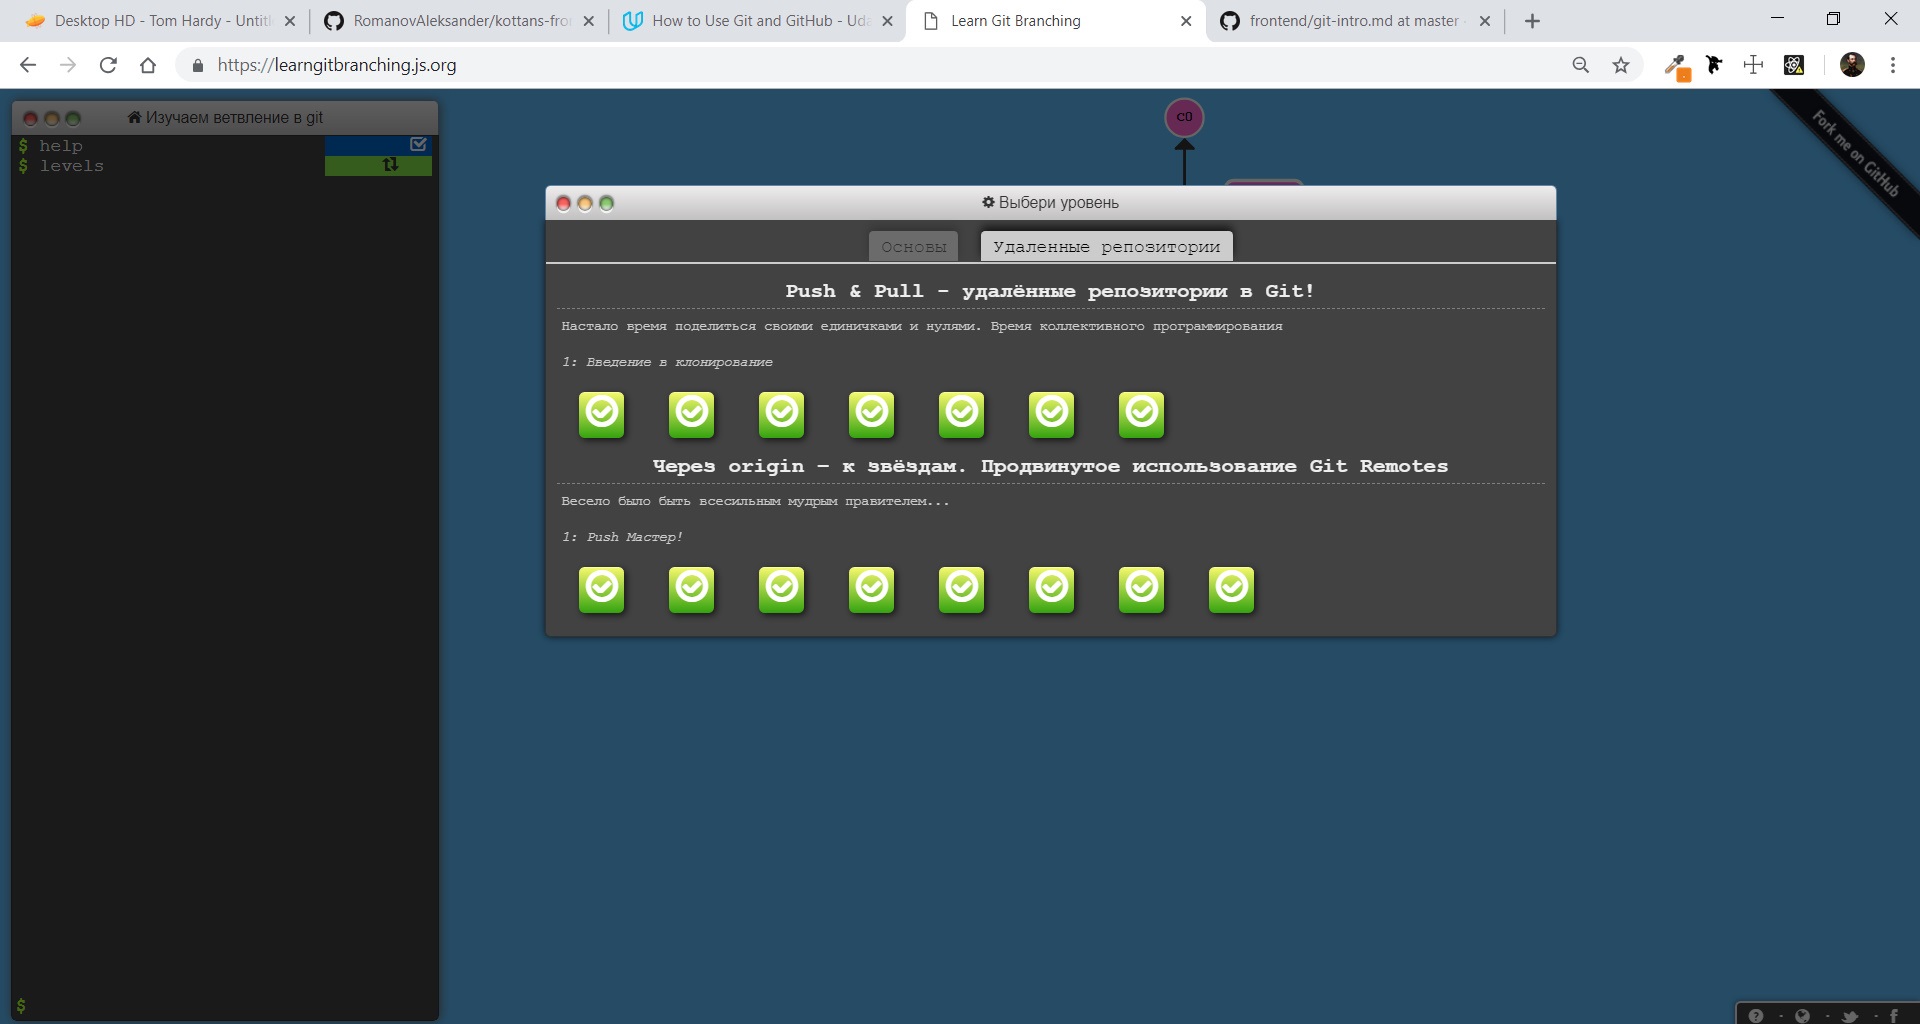 Desktop HD - Tom Hardy - Untitl
RomanovAleksander/kottans-fron
How to Use Git and GitHub - Uda
Learn Git Branching
frontend/git-intro.md at master ·
https://learngitbranching.js.org
Изучаем ветвление в git
$ help
$ levels
$
C0
Fork me on GitHub
Выбери уровень
Основы
Удаленные репозитории
Push & Pull - удалённые репозитории в Git!
Настало время поделиться своими единичками и нулями. Время коллективного программирования
1: Введение в клонирование
Через origin – к звёздам. Продвинутое использование Git Remotes
Весело было быть всесильным мудрым правителем...
1: Push Мастер!